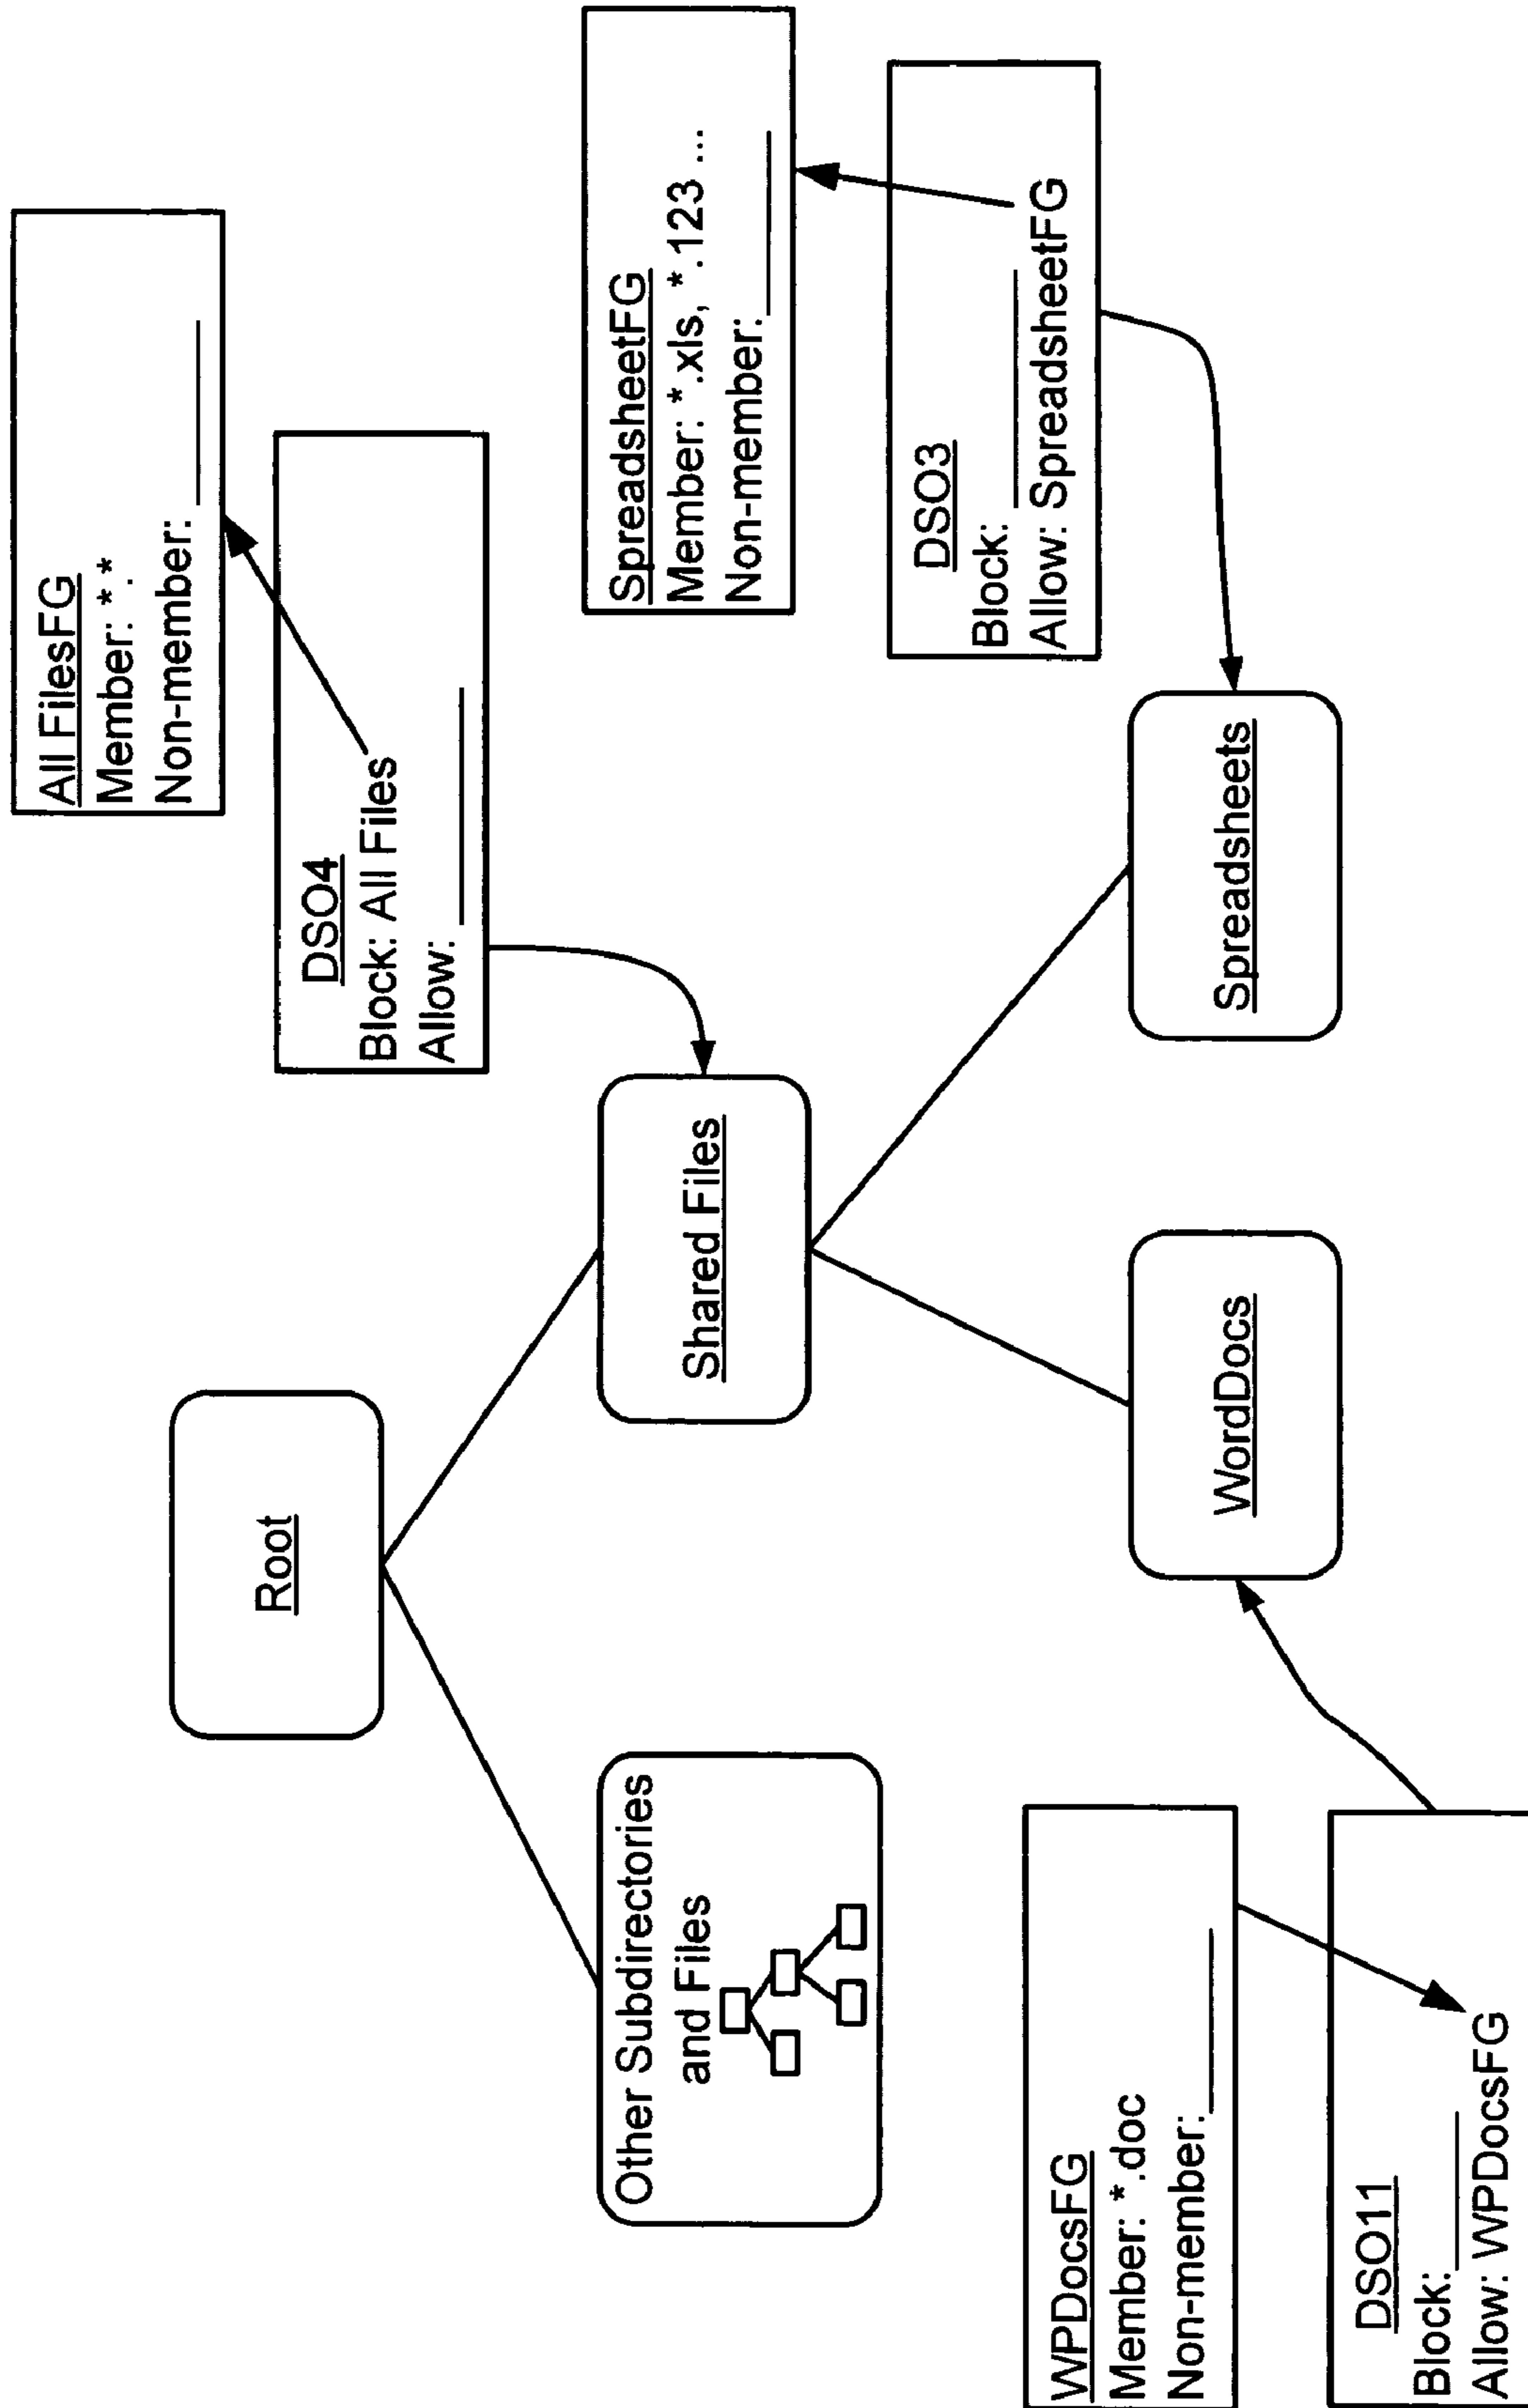 All FilesFG
Member: *.*
Non-member:
DSO4
Block: All Files
Allow:
Root
Other Subdirectories
and Files
Shared Files
SpreadsheetFG
Member: *.xls, *.123 ...
Non-member:
DSO3
Block:
Allow: SpreadsheetFG
WPDocsFG
Member: *.doc
Non-member:
DSO11
Block:
Allow: WPDocsFG
WordDocs
Spreadsheets